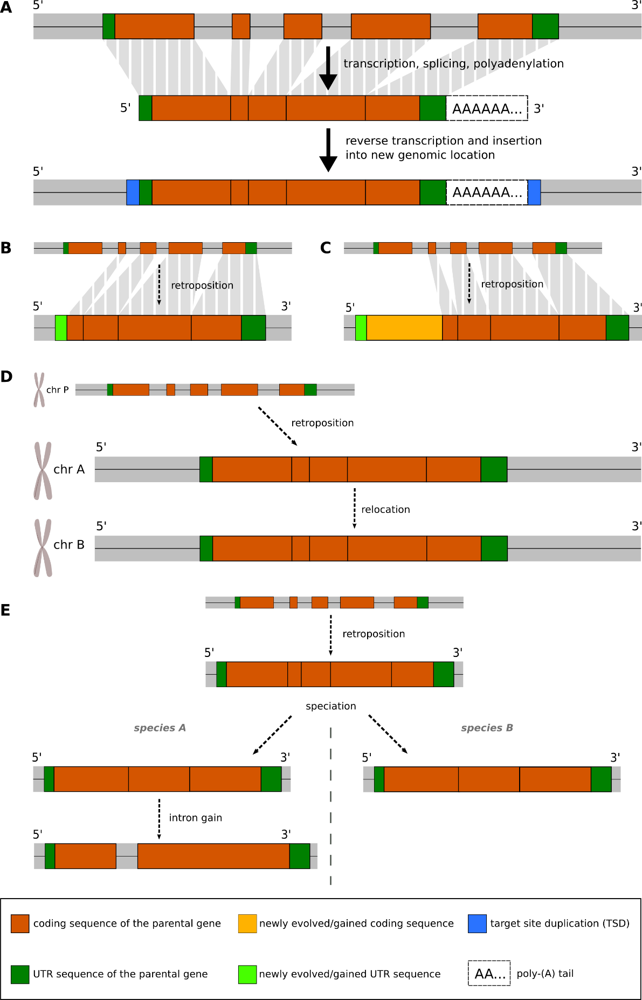 A
5'
3'
transcription, splicing, polyadenylation
5'
AAAAAA...
3'
reverse transcription and insertion
into new genomic location
5'
3'
AAAAAA...
B
retroposition
5'
3'
C
retroposition
5'
3'
D
chr P
retroposition
5'
3'
chr A
relocation
5'
3'
chr B
E
retroposition
5'
3'
speciation
species A
species B
5'
3'
5'
3'
intron gain
5'
3'
coding sequence of the parental gene
newly evolved/gained coding sequence
target site duplication (TSD)
UTR sequence of the parental gene
newly evolved/gained UTR sequence
AA...
poly-(A) tail